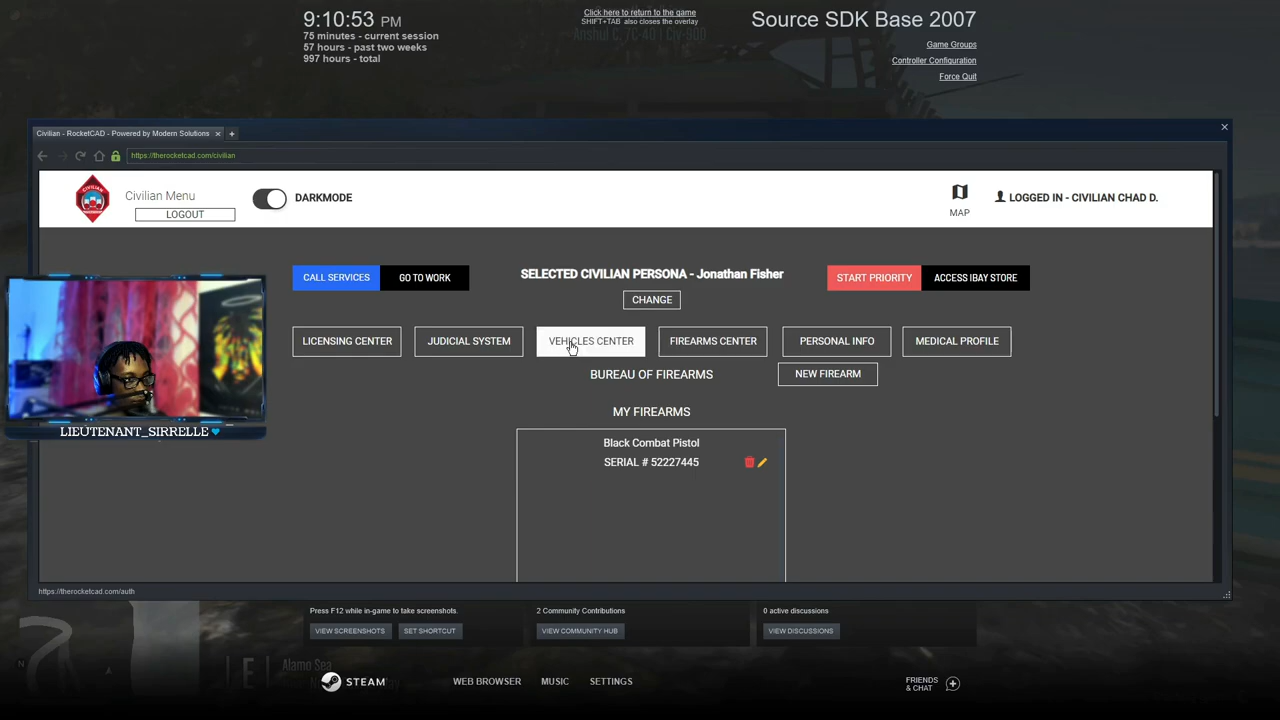 9:10:53 PM
75 minutes - current session
57 hours - past two weeks
997 hours - total
Click here to return to the game
SHIFT+TAB also closes the overlay
Anshul C. 7C-40 | Civ-900
Source SDK Base 2007
Game Groups
Controller Configuration
Force Quit
Civilian - RocketCAD - Powered by Modern Solutions
https://therocketcad.com/civilian
Civilian Menu
LOGOUT
DARKMODE
MAP
LOGGED IN - CIVILIAN CHAD D.
CALL SERVICES
GO TO WORK
SELECTED CIVILIAN PERSONA - Jonathan Fisher
CHANGE
START PRIORITY
ACCESS IBAY STORE
LICENSING CENTER
JUDICIAL SYSTEM
VEHICLES CENTER
FIREARMS CENTER
PERSONAL INFO
MEDICAL PROFILE
BUREAU OF FIREARMS
NEW FIREARM
MY FIREARMS
Black Combat Pistol
SERIAL # 52227445
LIEUTENANT_SIRRELLE
https://therocketcad.com/auth
Press F12 while in-game to take screenshots.
VIEW SCREENSHOTS
SET SHORTCUT
2 Community Contributions
VIEW COMMUNITY HUB
0 active discussions
VIEW DISCUSSIONS
N
E
Alamo Sea
STEAM
WEB BROWSER
MUSIC
SETTINGS
FRIENDS
& CHAT